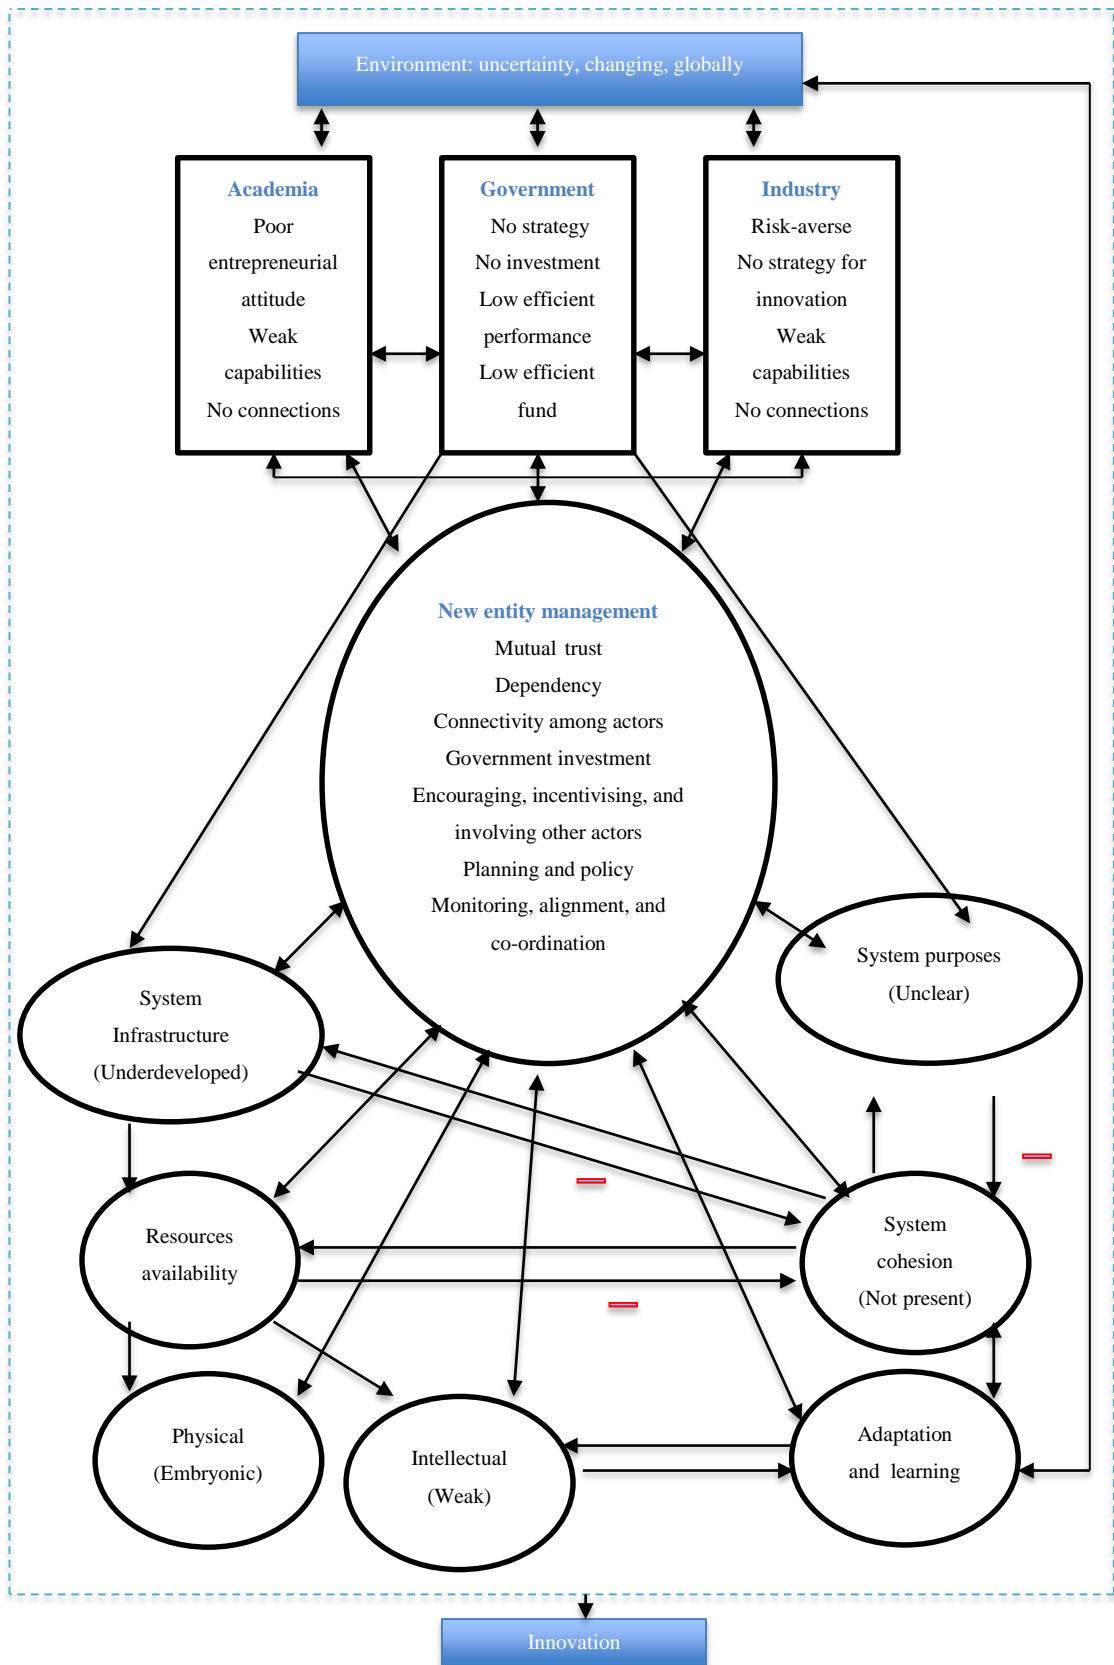 Environment: uncertainty, changing, globally
Academia
Poor
entrepreneurial
attitude
Weak
capabilities
No connections
Government
No strategy
No investment
Low efficient
performance
Low efficient
fund
Industry
Risk-averse
No strategy for
innovation
Weak
capabilities
No connections
New entity management
Mutual trust
Dependency
Connectivity among actors
Government investment
Encouraging, incentivising, and
involving other actors
Planning and policy
Monitoring, alignment, and
co-ordination
System purposes
(Unclear)
System
Infrastructure
(Underdeveloped)
Resources
availability
System
cohesion
(Not present)
Physical
(Embryonic)
Intellectual
(Weak)
Adaptation
and learning
Innovation